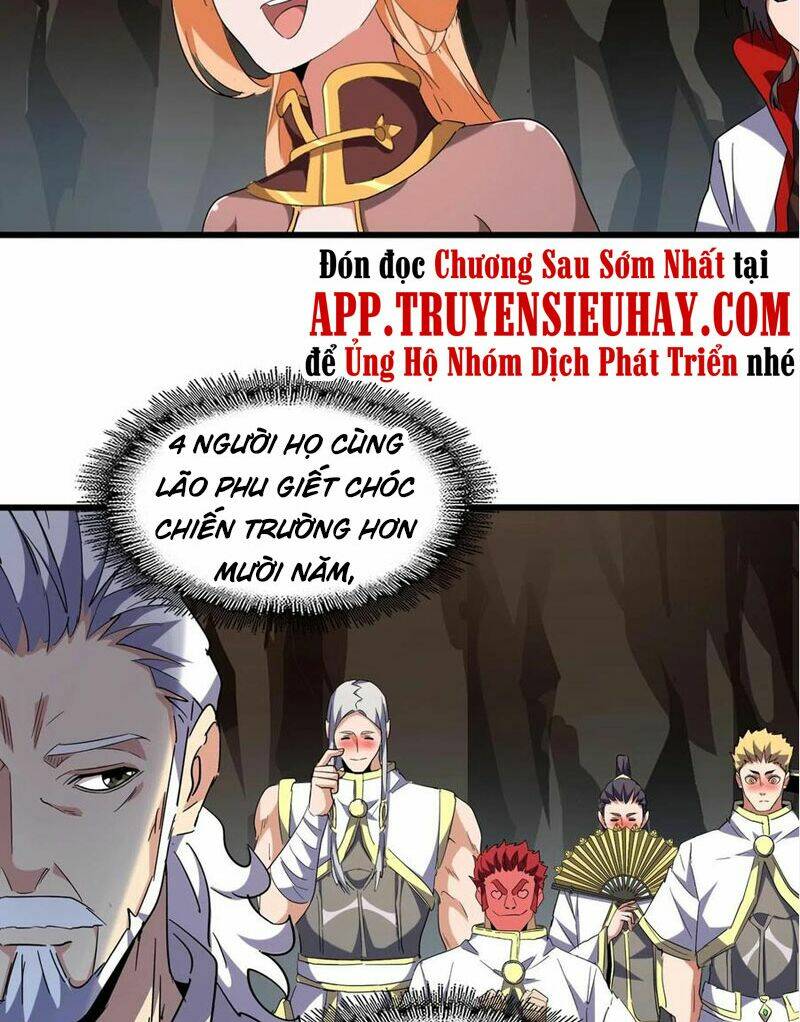 Đón đọc Chương Sau Sớm Nhất tại
APP.TRUYENSIEUHAY.COM
để Ủng Hộ Nhóm Dịch Phát Triển nhé
4 NGƯỜI HỌ CÙNG
LÃO PHU GIẾT CHÓC
CHIẾN TRƯỜNG HƠN
MƯỜI NĂM,